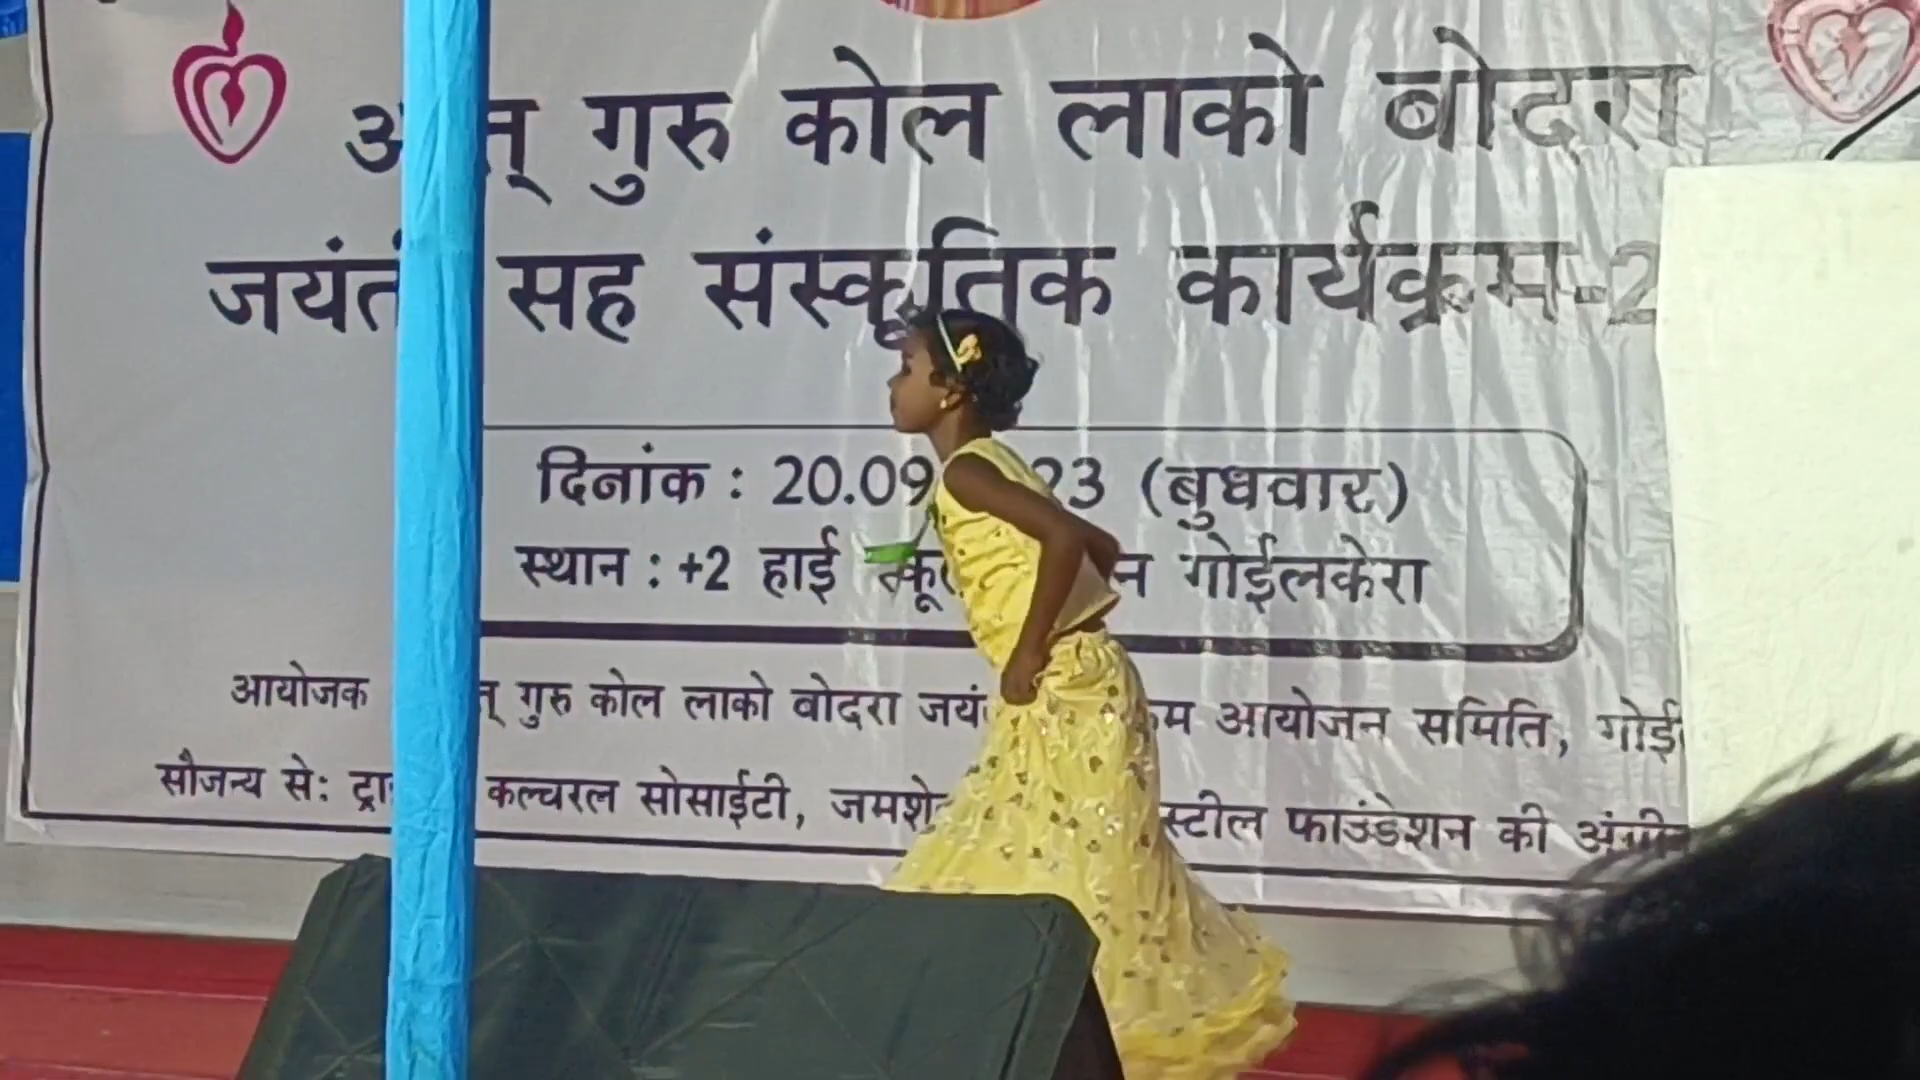 गुरु कोल लाको बोदरा
सह संस्कृतिक कार्यक्रम-2
दिनांक : 20.09 23 (बुधवार)
स्थान : +2 हाई गोईलकेरा
आयोजक गुरु कोल लाको बोदरा आयोजन समिति,
सौजन्य से: कल्चरल सोसाईटी, स्टील फाउंडेशन की